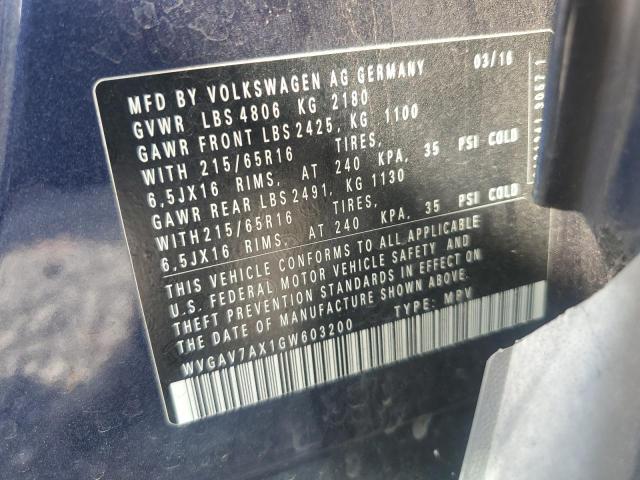 MFD BY VOLKSWAGEN AG GERMANY 03/16
GVWR LBS 4806 KG 2180
GAWR FRONT LBS 2425, KG 1100
WITH 215/65R16 TIRES,
6,5JX16 RIMS, AT 240 KPA, 35 PSI COLD
GAWR REAR LBS 2491, KG 1130
WITH215/65R16 TIRES,
6,5JX16 RIMS, AT 240 KPA, 35 PSI COLD
THIS VEHICLE CONFORMS TO ALL APPLICABLE
U.S. FEDERAL MOTOR VEHICLE SAFETY AND
THEFT PREVENTION STANDARDS IN EFFECT ON
THE DATE OF MANUFACTURE SHOWN ABOVE.
WVGAV7AX1GW603200 TYPE: MPV